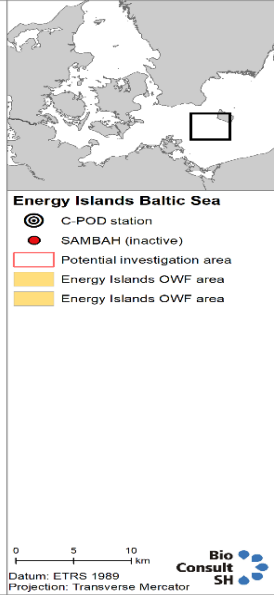 Energy Islands Baltic Sea
C-POD station
SAMBAH (inactive)
Potential investigation area
Energy Islands OWF area
Energy Islands OWF area
0 5 10
km
Bio
Consult
SH
Datum: ETRS 1989
Projection: Transverse Mercator